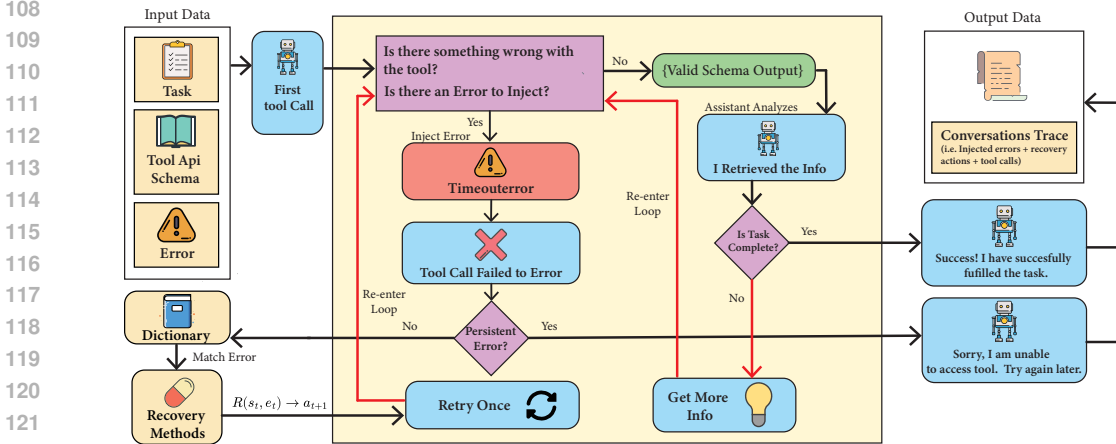 108
109
110
111
112
113
114
115
116
117
118
119
120
121
Input Data
Task
Tool Api
Schema
Error
First
tool Call
Is there something wrong with
the tool?
Is there an Error to Inject?
No
{Valid Schema Output}
Assistant Analyzes
I Retrieved the Info
Yes
Inject Error
Timeouterror
Tool Call Failed to Error
Re-enter
Loop
Is Task
Complete?
Yes
No
Re-enter
Loop
Persistent
Error?
No
Yes
Dictionary
Match Error
Recovery
Methods
R(sₜ, eₜ) → aₜ₊₁
Retry Once
Get More
Info
Output Data
Conversations Trace
(i.e. Injected errors + recovery
actions + tool calls)
Success! I have succesfully
fufilled the task.
Sorry, I am unable
to access tool. Try again later.